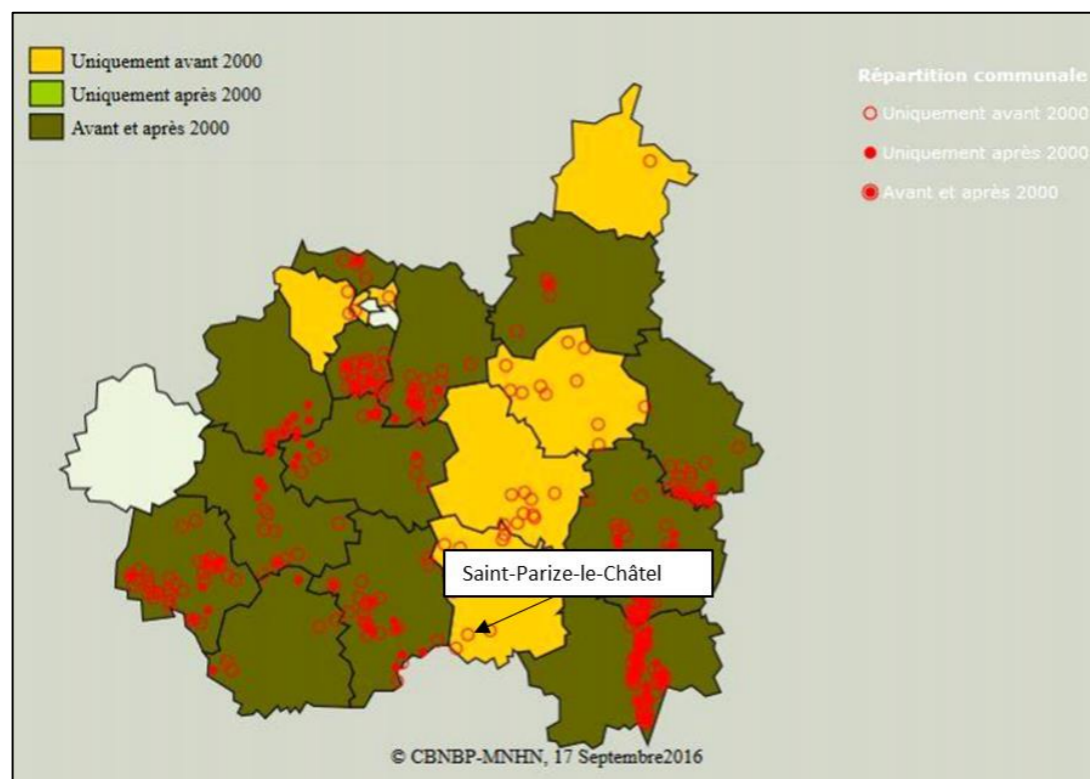 Uniquement avant 2000
Uniquement après 2000
Avant et après 2000
Répartition communale
Uniquement avant 2000
Uniquement après 2000
Avant et après 2000
Saint-Parize-le-Châtel
© CBNBP-MNHN, 17 Septembre2016